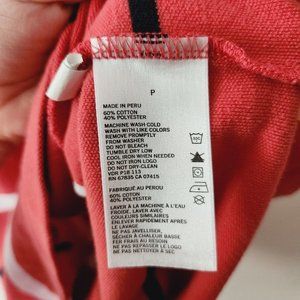 P
MADE IN PERU
60% COTTON
40% POLYESTER
MACHINE WASH COLD
WASH WITH LIKE COLORS
REMOVE PROMPTLY
FROM WASHER
DO NOT BLEACH
TUMBLE DRY LOW
COOL IRON WHEN NEEDED
DO NOT IRON LOGO
DO NOT DRY CLEAN
VDR P18 113
RN 67835 CA 07415
FABRIQUÉ AU PEROU
60% COTON
40% POLYESTER
LAVER À LA MACHINE À L'EAU
FROIDE, LAVER AVEC
COULEURS SIMILAIRES
ENLEVER RAPIDEMENT APRÈS
LE LAVAGE
NE PAS JAVELLISER,
SÉCHER À CHALEUR BASSE
FER FRAIS AU BESOIN
NE PAS REPASSER LE LOGO
NE PAS NETTOYER À SEC